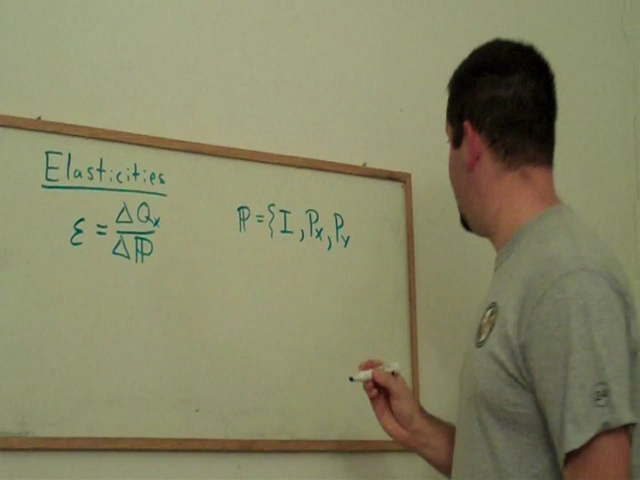 Elasticities
ε = ΔQx / Δℙ
ℙ = {I, Px, Py